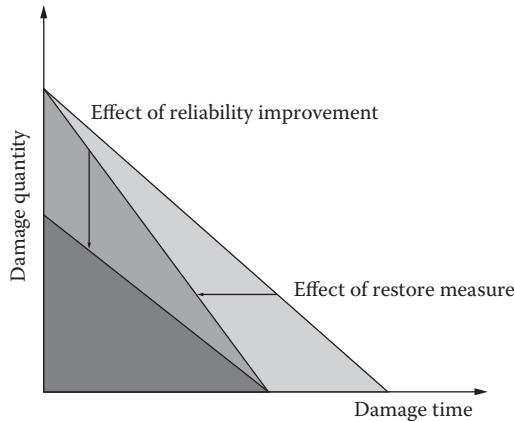 Effect of reliability improvement
Damage quantity
Effect of restore measure
Damage time